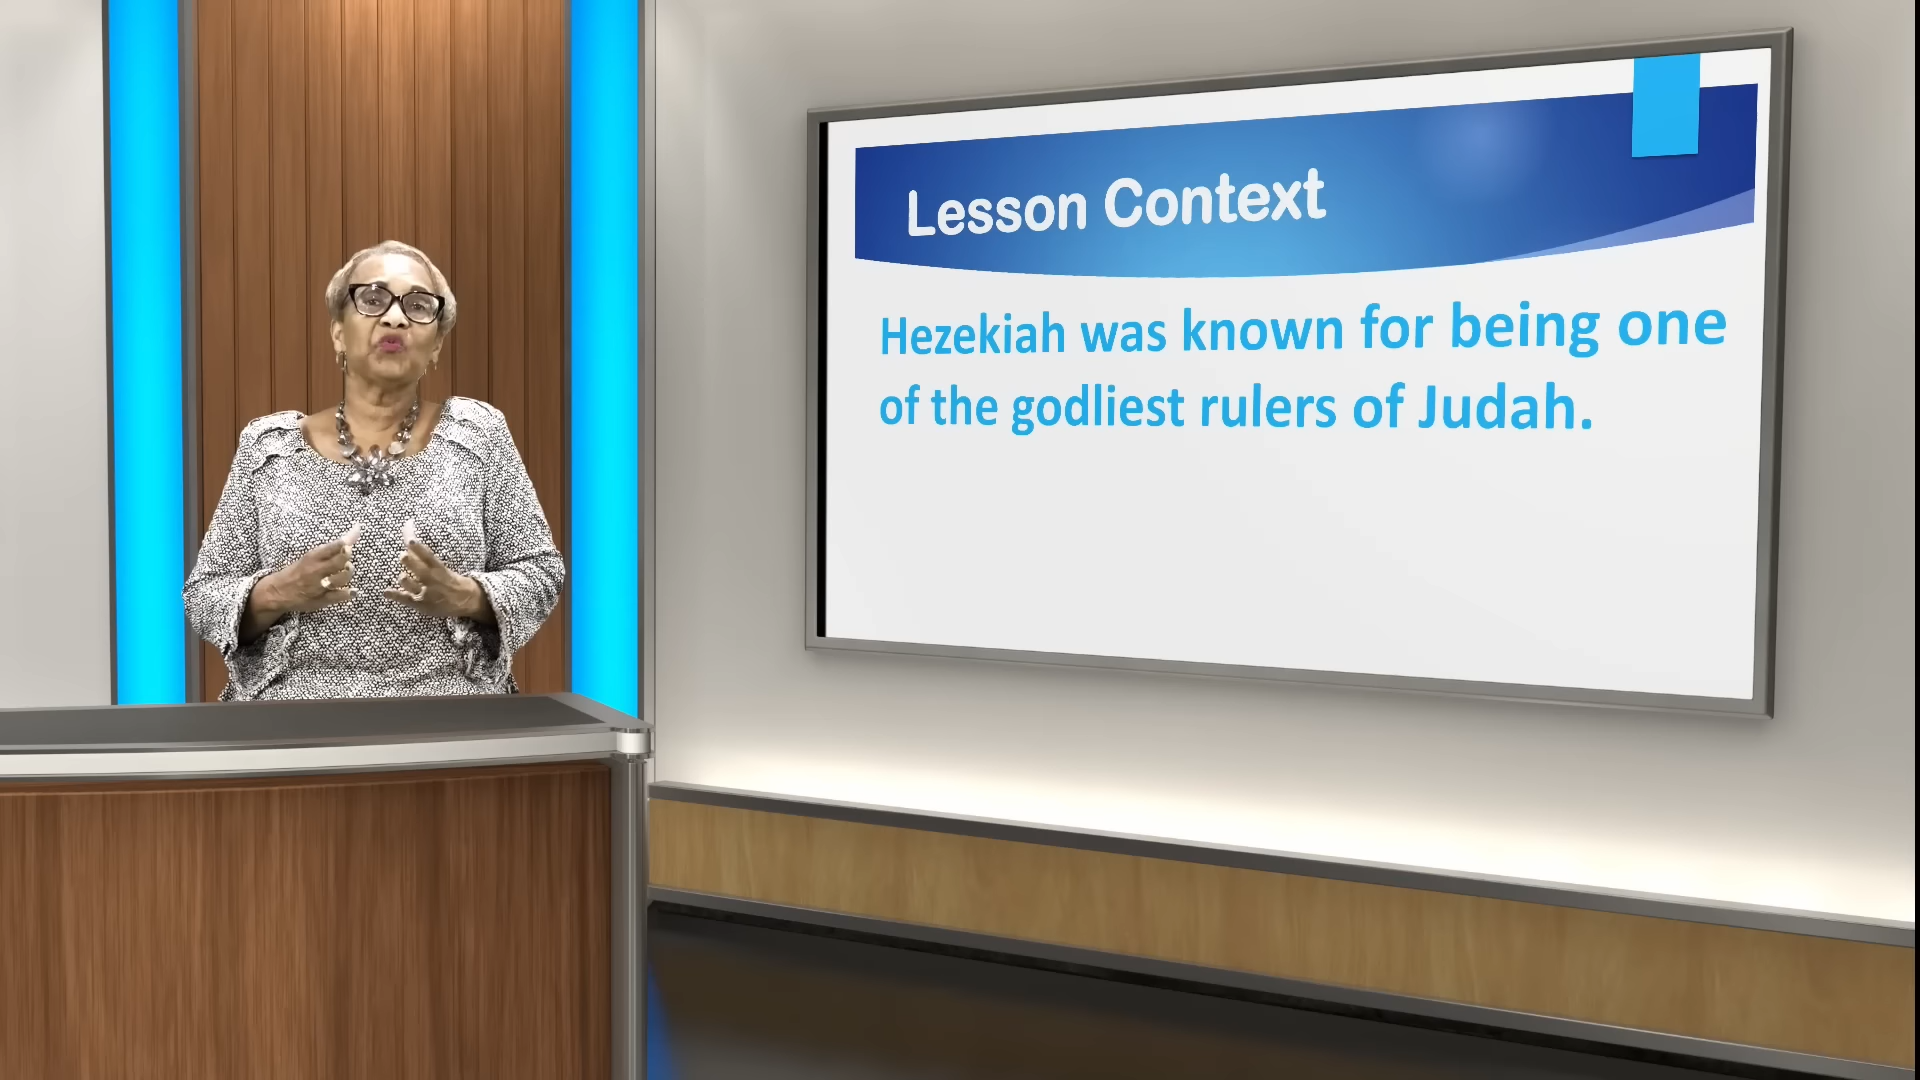 Lesson Context
Hezekiah was known for being one
of the godliest rulers of Judah.